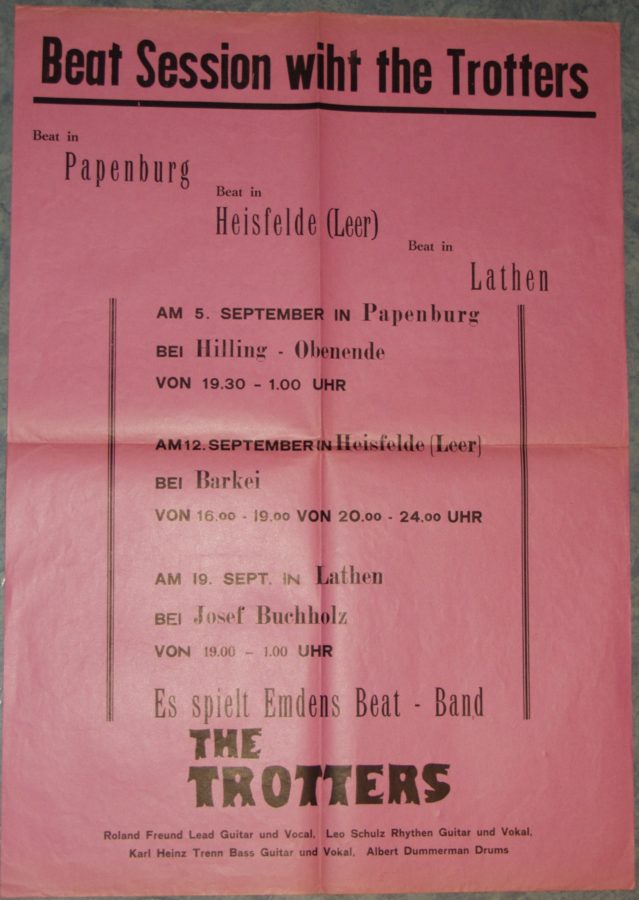 Beat Session wiht the Trotters
Beat in
Papenburg
Beat in
Heisfelde (Leer)
Beat in
Lathen
AM 5. SEPTEMBER IN Papenburg
BEI Hilling - Obenende
VON 19.30 - 1.00 UHR
AM 12. SEPTEMBER IN Heisfelde (Leer)
BEI Barkei
VON 16.00 - 19.00 VON 20.00 - 24.00 UHR
AM 19. SEPT. IN Lathen
BEI Josef Buchholz
VON 19.00 - 1.00 UHR
Es spielt Emdens Beat - Band
THE
TROTTERS
Roland Freund Lead Guitar und Vocal, Leo Schulz Rhythen Guitar und Vokal,
Karl Heinz Trenn Bass Guitar und Vokal, Albert Dummerman Drums